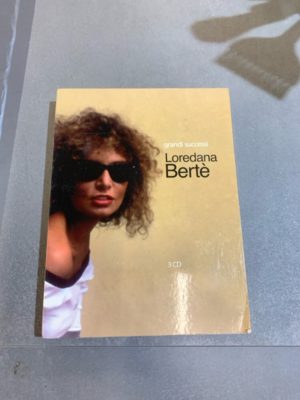 grandi successi
Loredana
Bertè
3 CD